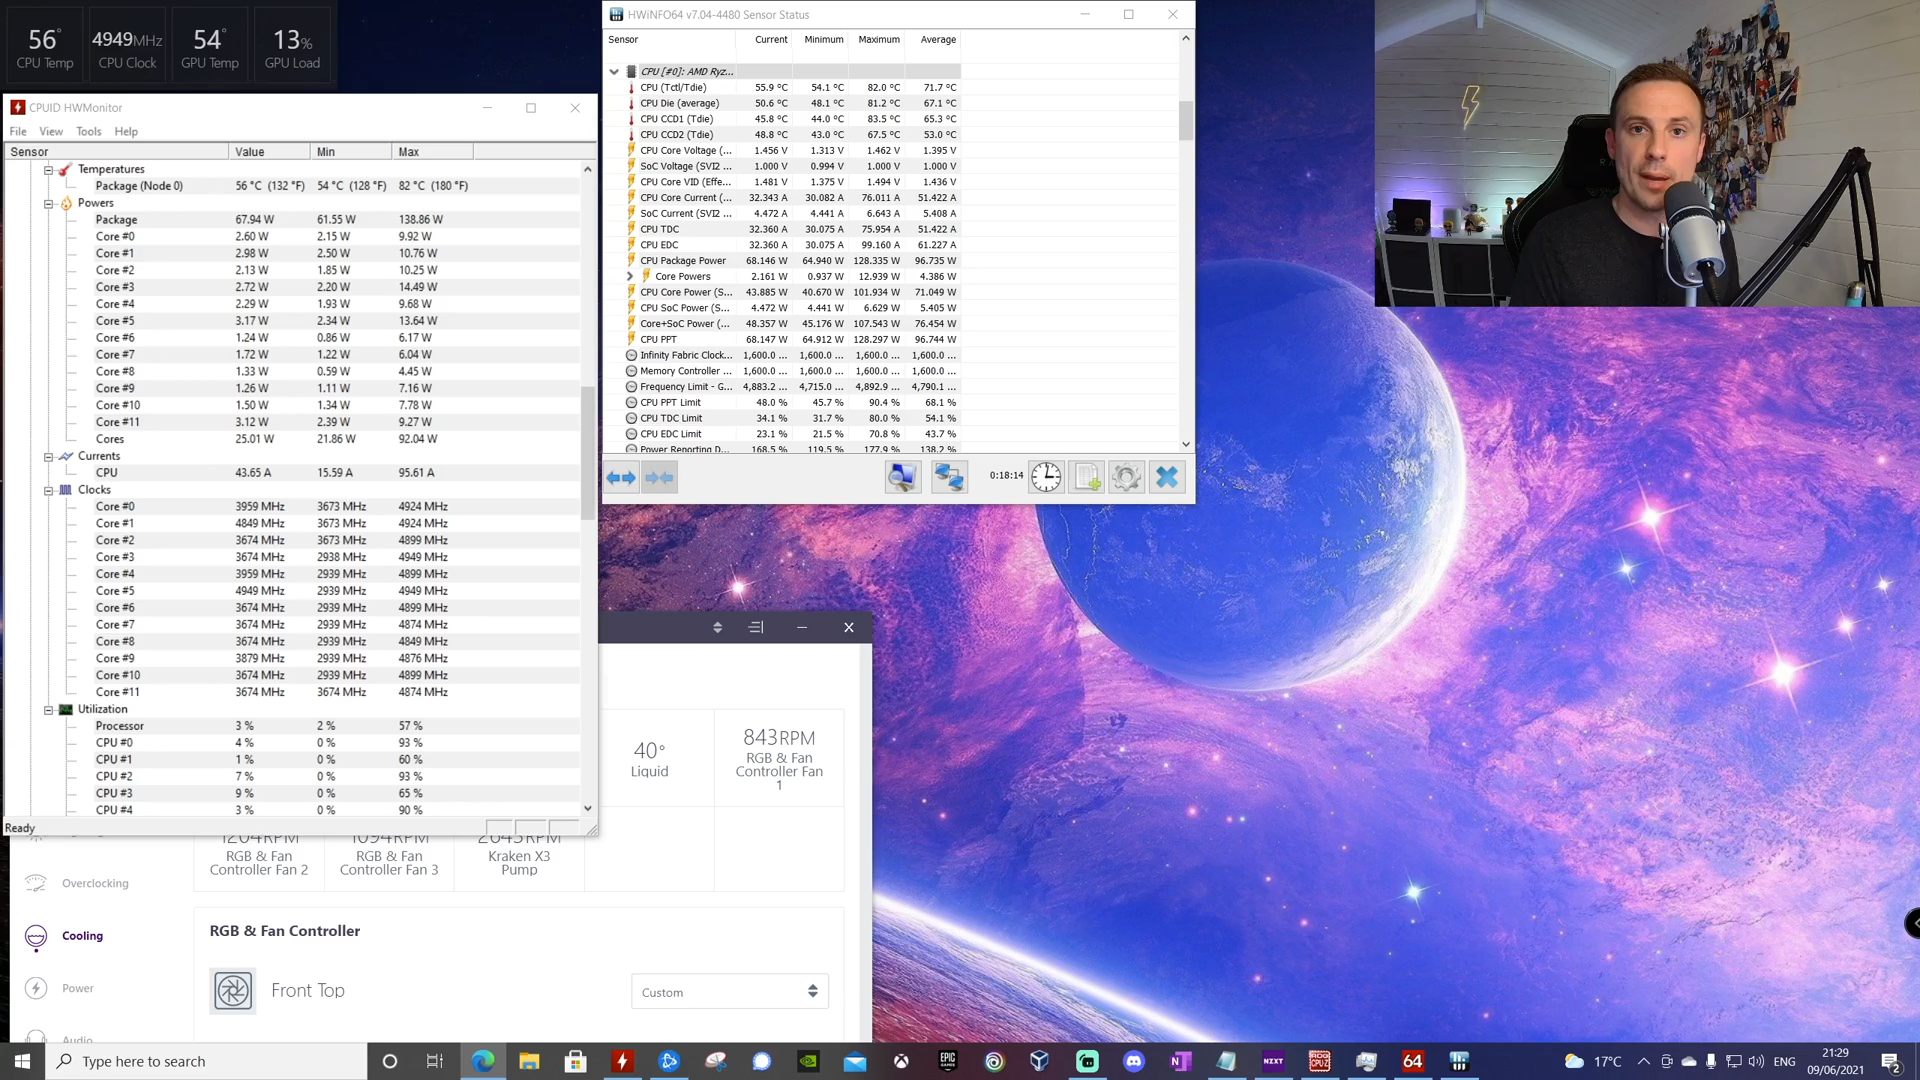 56° 4949MHz 54° 13%
CPU Temp CPU Clock GPU Temp GPU Load
CPUID HWMonitor
File View Tools Help
Sensor Value Min Max
Temperatures
Package (Node 0) 56 °C (132 °F) 54 °C (128 °F) 82 °C (180 °F)
Powers
Package 67.94 W 61.55 W 138.86 W
Core #0 2.60 W 2.15 W 9.92 W
Core #1 2.98 W 2.50 W 10.76 W
Core #2 2.13 W 1.85 W 10.25 W
Core #3 2.72 W 2.20 W 14.49 W
Core #4 2.29 W 1.93 W 9.68 W
Core #5 3.17 W 2.34 W 13.64 W
Core #6 1.24 W 0.86 W 6.17 W
Core #7 1.72 W 1.22 W 6.04 W
Core #8 1.33 W 0.59 W 4.45 W
Core #9 1.26 W 1.11 W 7.16 W
Core #10 1.50 W 1.34 W 7.78 W
Core #11 3.12 W 2.39 W 9.27 W
Cores 25.01 W 21.86 W 92.04 W
Currents
CPU 43.65 A 15.59 A 95.61 A
Clocks
Core #0 3959 MHz 3673 MHz 4924 MHz
Core #1 4849 MHz 3673 MHz 4924 MHz
Core #2 3674 MHz 3673 MHz 4899 MHz
Core #3 3674 MHz 2938 MHz 4949 MHz
Core #4 3959 MHz 2939 MHz 4899 MHz
Core #5 4949 MHz 2939 MHz 4949 MHz
Core #6 3674 MHz 2939 MHz 4899 MHz
Core #7 3674 MHz 2939 MHz 4874 MHz
Core #8 3674 MHz 2939 MHz 4849 MHz
Core #9 3879 MHz 2939 MHz 4876 MHz
Core #10 3674 MHz 2939 MHz 4899 MHz
Core #11 3674 MHz 3674 MHz 4874 MHz
Utilization
Processor 3 % 2 % 57 %
CPU #0 4 % 0 % 93 %
CPU #1 1 % 0 % 60 %
CPU #2 7 % 0 % 93 %
CPU #3 9 % 0 % 65 %
CPU #4 3 % 0 % 90 %
Ready
HWiNFO64 v7.04-4480 Sensor Status
Sensor Current Minimum Maximum Average
CPU [#0]: AMD Ryz...
CPU (Tctl/Tdie) 55.9 °C 54.1 °C 82.0 °C 71.7 °C
CPU Die (average) 50.6 °C 48.1 °C 81.2 °C 67.1 °C
CPU CCD1 (Tdie) 45.8 °C 44.0 °C 83.5 °C 65.3 °C
CPU CCD2 (Tdie) 48.8 °C 43.0 °C 67.5 °C 53.0 °C
CPU Core Voltage (... 1.456 V 1.313 V 1.462 V 1.395 V
SoC Voltage (SVI2 ... 1.000 V 0.994 V 1.000 V 1.000 V
CPU Core VID (Effe... 1.481 V 1.375 V 1.494 V 1.436 V
CPU Core Current (... 32.343 A 30.082 A 76.011 A 51.422 A
SoC Current (SVI2 ... 4.472 A 4.441 A 6.643 A 5.408 A
CPU TDC 32.360 A 30.075 A 75.954 A 51.422 A
CPU EDC 32.360 A 30.075 A 99.160 A 61.227 A
CPU Package Power 68.146 W 64.940 W 128.335 W 96.735 W
Core Powers 2.161 W 0.937 W 12.939 W 4.386 W
CPU Core Power (S... 43.885 W 40.670 W 101.934 W 71.049 W
CPU SoC Power (S... 4.472 W 4.441 W 6.629 W 5.405 W
Core+SoC Power (... 48.357 W 45.176 W 107.543 W 76.454 W
CPU PPT 68.147 W 64.912 W 128.297 W 96.744 W
Infinity Fabric Clock... 1,600.0 ... 1,600.0 ... 1,600.0 ... 1,600.0 ...
Memory Controller ... 1,600.0 ... 1,600.0 ... 1,600.0 ... 1,600.0 ...
Frequency Limit - G... 4,883.2 ... 4,715.0 ... 4,892.9 ... 4,790.1 ...
CPU PPT Limit 48.0 % 45.7 % 90.4 % 68.1 %
CPU TDC Limit 34.1 % 31.7 % 80.0 % 54.1 %
CPU EDC Limit 23.1 % 21.5 % 70.8 % 43.7 %
Power Reporting D... 168.5 % 119.5 % 177.9 % 138.2 %
0:18:14
40° 843RPM
Liquid RGB & Fan
Controller Fan
1
1204RPM 1094RPM 2645RPM
RGB & Fan RGB & Fan Kraken X3
Controller Fan 2 Controller Fan 3 Pump
Overclocking
Cooling
Power
Audio
RGB & Fan Controller
Front Top Custom
Type here to search
EPIC GAMES
NZXT
CPU-Z
64
17°C
ENG
21:29
09/06/2021
2